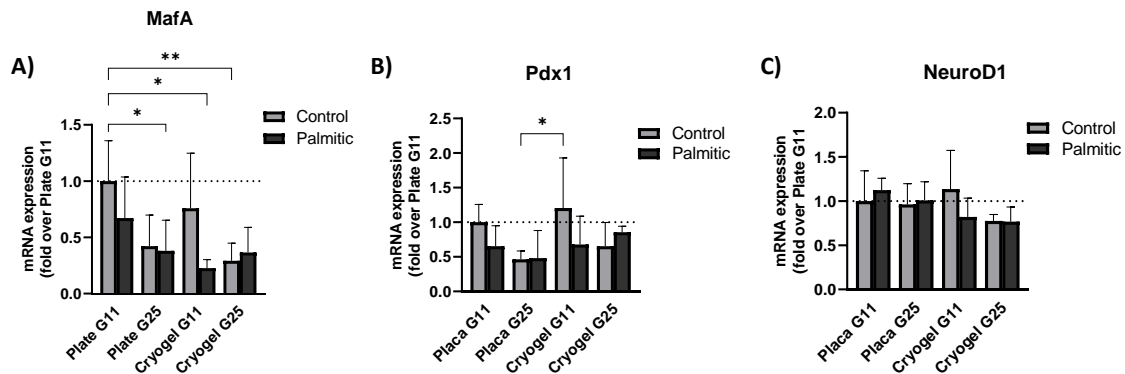 A)
MafA
**
*
*
Control
Palmitic
mRNA expression
(fold over Plate G11)
1.5
1.0
0.5
0.0
Plate G11
Plate G25
Cryogel G11
Cryogel G25
B)
Pdx1
*
Control
Palmitic
mRNA expression
(fold over Plate G11)
2.5
2.0
1.5
1.0
0.5
0.0
Placa G11
Placa G25
Cryogel G11
Cryogel G25
C)
NeuroD1
Control
Palmitic
mRNA expression
(fold over Plate G11)
2.0
1.5
1.0
0.5
0.0
Placa G11
Placa G25
Cryogel G11
Cryogel G25